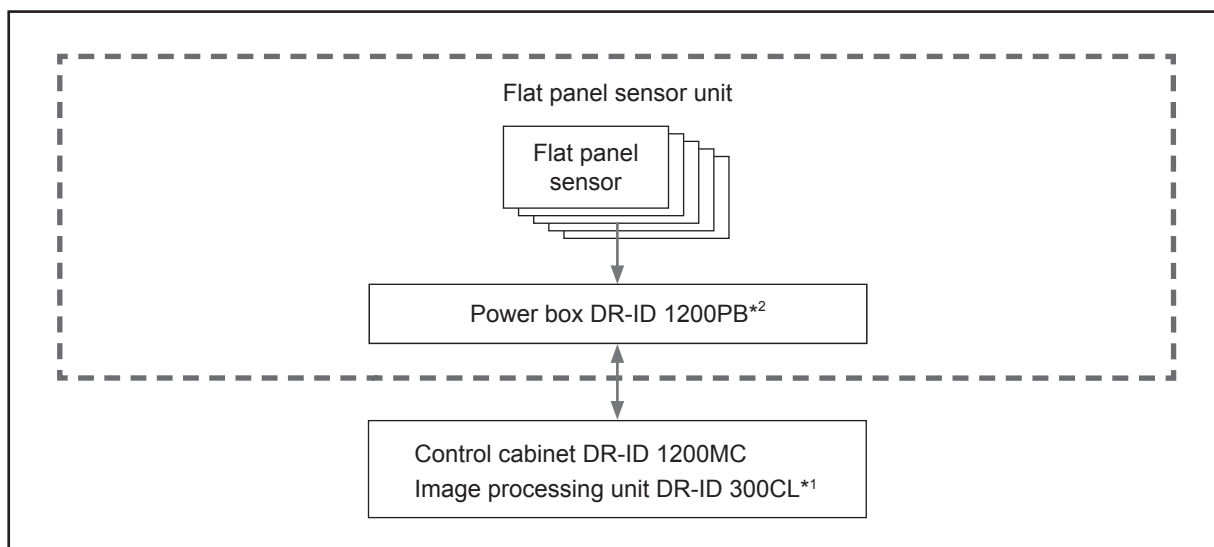 Flat panel sensor unit
Flat panel
sensor
Power box DR-ID 1200PB*2
Control cabinet DR-ID 1200MC
Image processing unit DR-ID 300CL*1